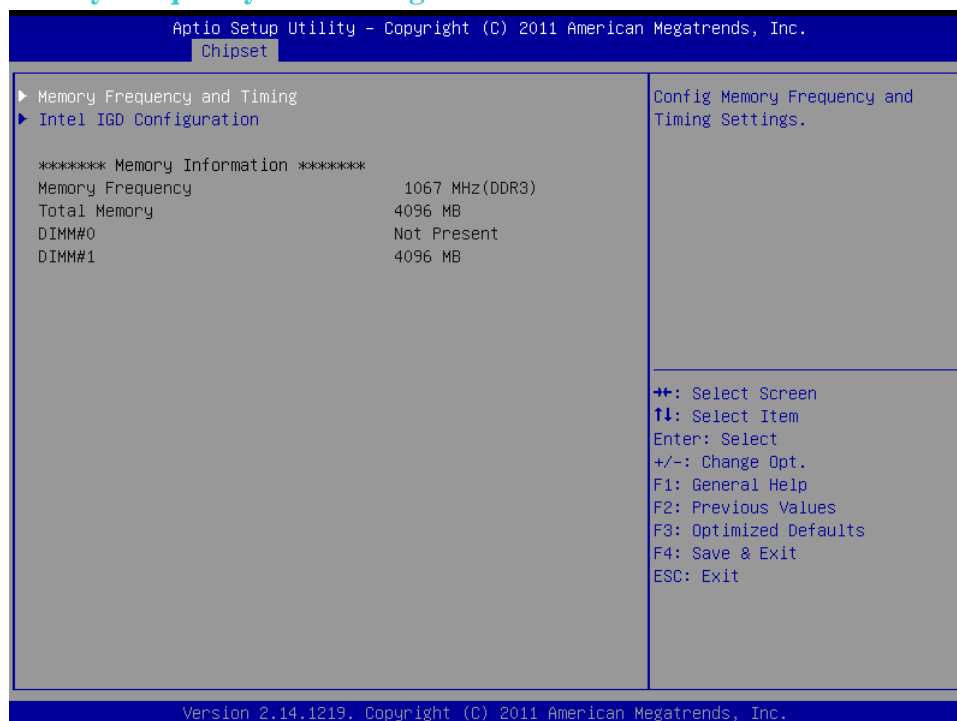 Aptio Setup Utility – Copyright (C) 2011 American Megatrends, Inc.
Chipset
Memory Frequency and Timing
Intel IGD Configuration
******* Memory Information *******
Memory Frequency 1067 MHz(DDR3)
Total Memory 4096 MB
DIMM#0 Not Present
DIMM#1 4096 MB
Config Memory Frequency and
Timing Settings.
→←: Select Screen
↑↓: Select Item
Enter: Select
+/-: Change Opt.
F1: General Help
F2: Previous Values
F3: Optimized Defaults
F4: Save & Exit
ESC: Exit
Version 2.14.1219. Copyright (C) 2011 American Megatrends, Inc.